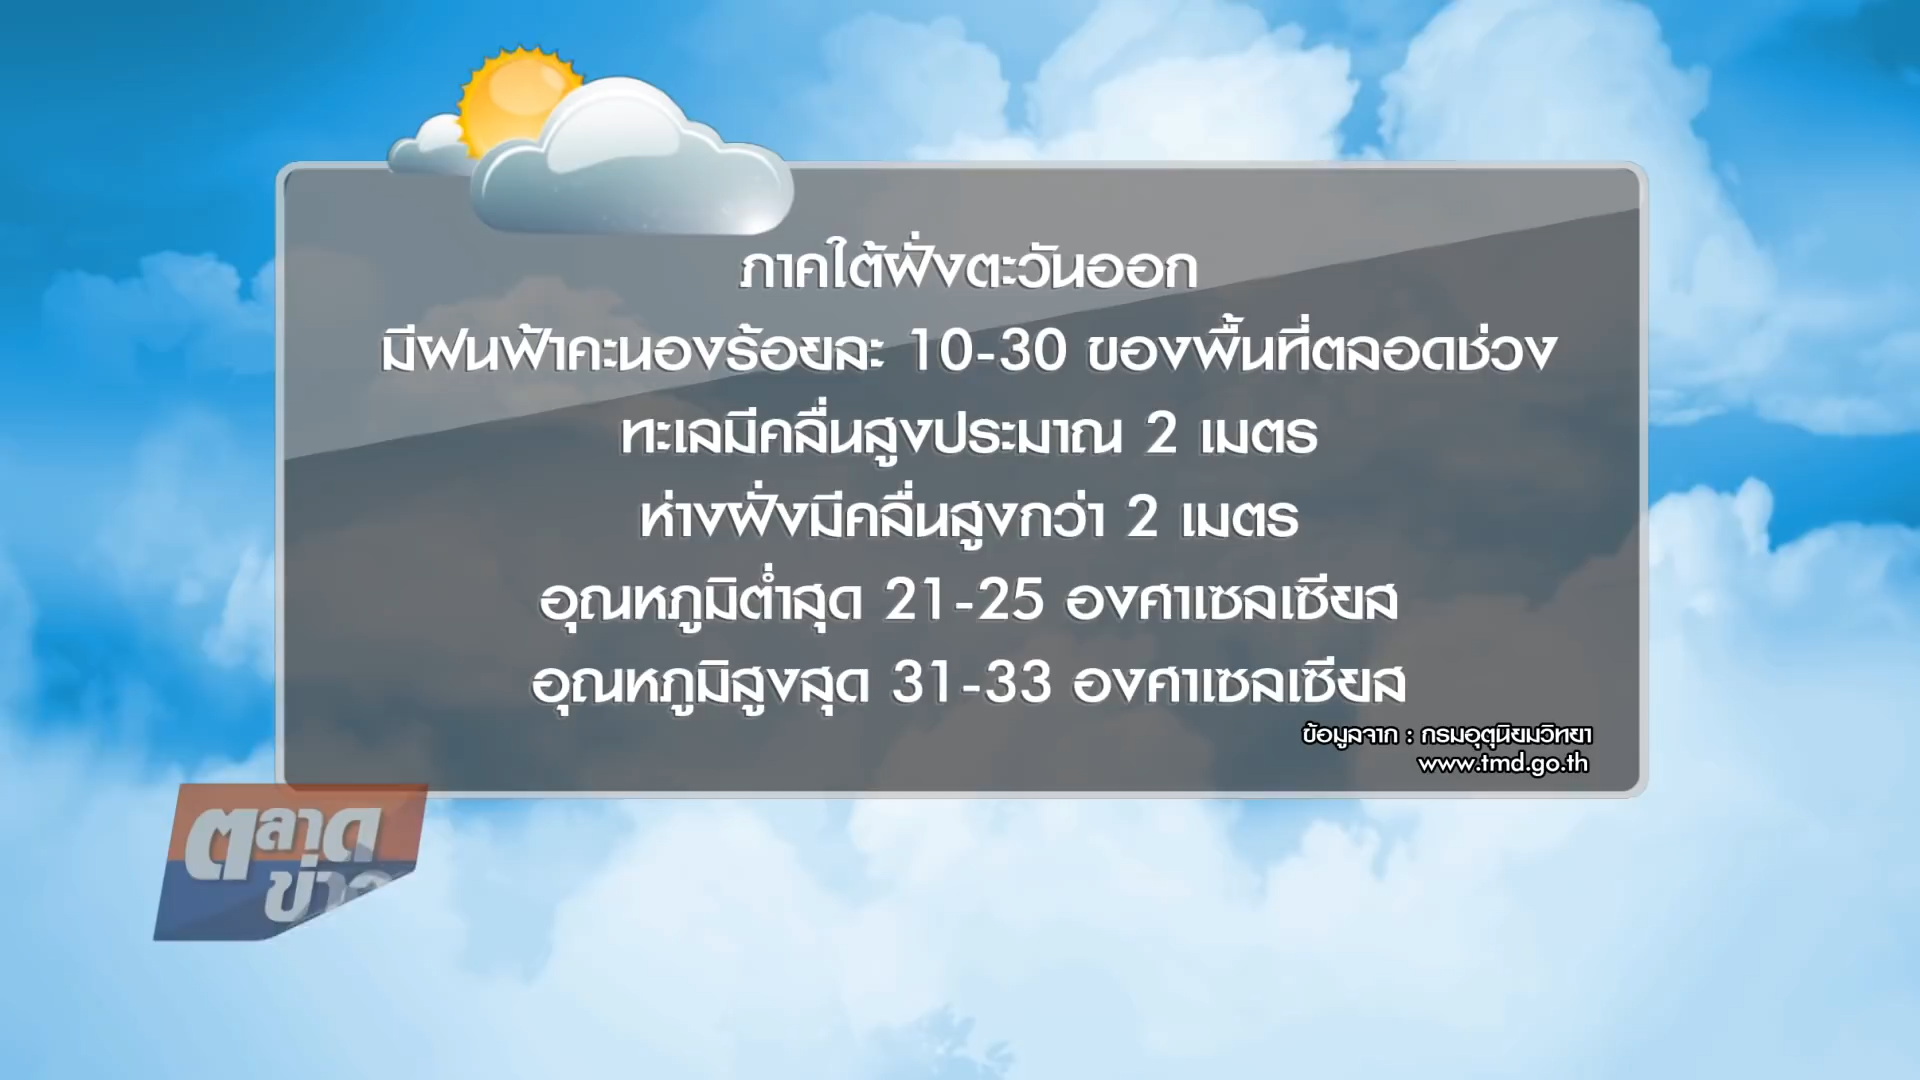 ภาคใต้ฝั่งตะวันออก
มีฝนฟ้าคะนองร้อยละ 10-30 ของพื้นที่ตลอดช่วง
ทะเลมีคลื่นสูงประมาณ 2 เมตร
ห่างฝั่งมีคลื่นสูงกว่า 2 เมตร
อุณหภูมิต่ำสุด 21-25 องศาเซลเซียส
อุณหภูมิสูงสุด 31-33 องศาเซลเซียส
ข้อมูลจาก : กรมอุตุนิยมวิทยา
www.tmd.go.th
ตลาด
ข่าว